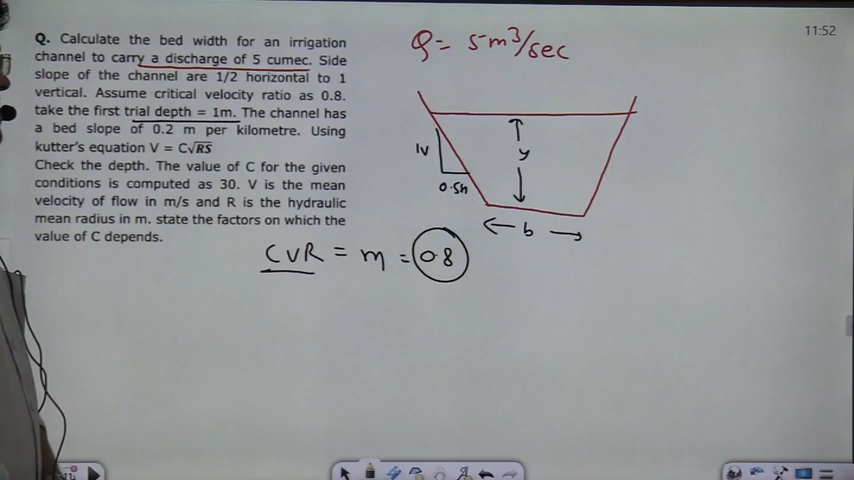 11:52
Q. Calculate the bed width for an irrigation
channel to carry a discharge of 5 cumec. Side
slope of the channel are 1/2 horizontal to 1
vertical. Assume critical velocity ratio as 0.8.
take the first trial depth = 1m. The channel has
a bed slope of 0.2 m per kilometre. Using
kutter's equation V = C√RS
Check the depth. The value of C for the given
conditions is computed as 30. V is the mean
velocity of flow in m/s and R is the hydraulic
mean radius in m. state the factors on which the
value of C depends.
Q = 5m³/sec
1V
y
0.5H
b
CVR = m = 0.8